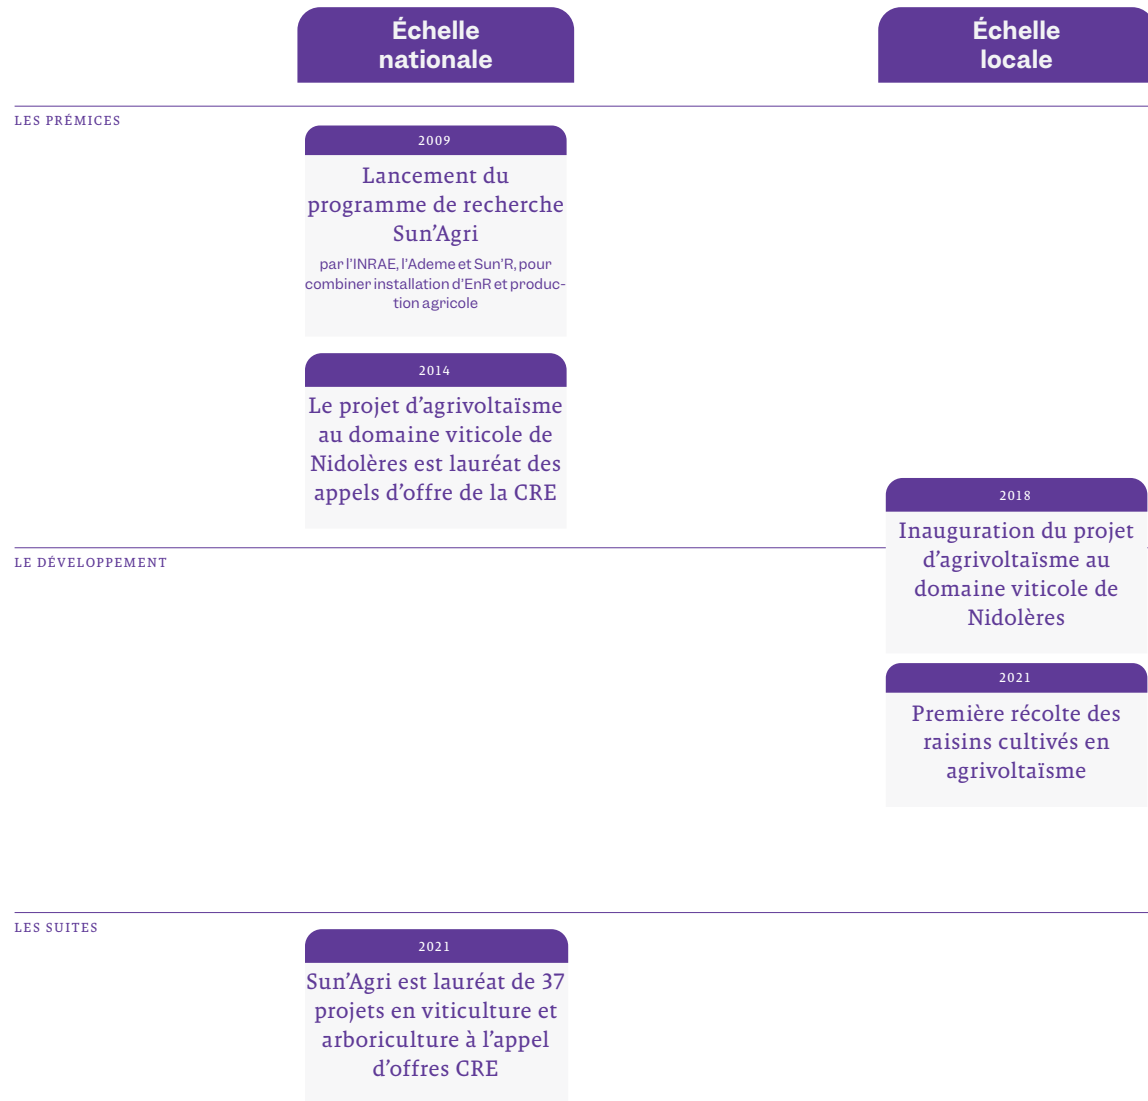 Échelle
nationale
Échelle
locale
LES PRÉMICES
2009
Lancement du
programme de recherche
Sun’Agri
par l’INRAE, l’Ademe et Sun’R, pour
combiner installation d’EnR et produc-
tion agricole
2014
Le projet d’agrivoltaïsme
au domaine viticole de
Nidolères est lauréat des
appels d’offre de la CRE
2018
Inauguration du projet
d’agrivoltaïsme au
domaine viticole de
Nidolères
LE DÉVELOPPEMENT
2021
Première récolte des
raisins cultivés en
agrivoltaïsme
LES SUITES
2021
Sun’Agri est lauréat de 37
projets en viticulture et
arboriculture à l’appel
d’offres CRE